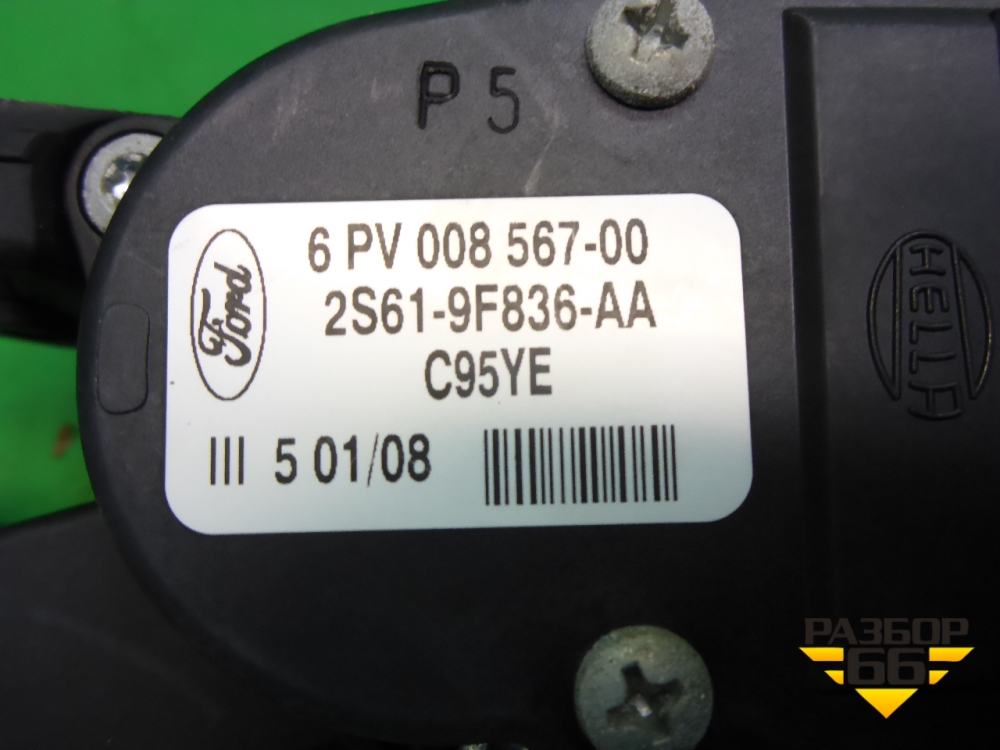 P 5
6 PV 008 567-00
2S61-9F836-AA
C95YE
Ford
III 5 01/08
HELLA
РАЗБОР
66